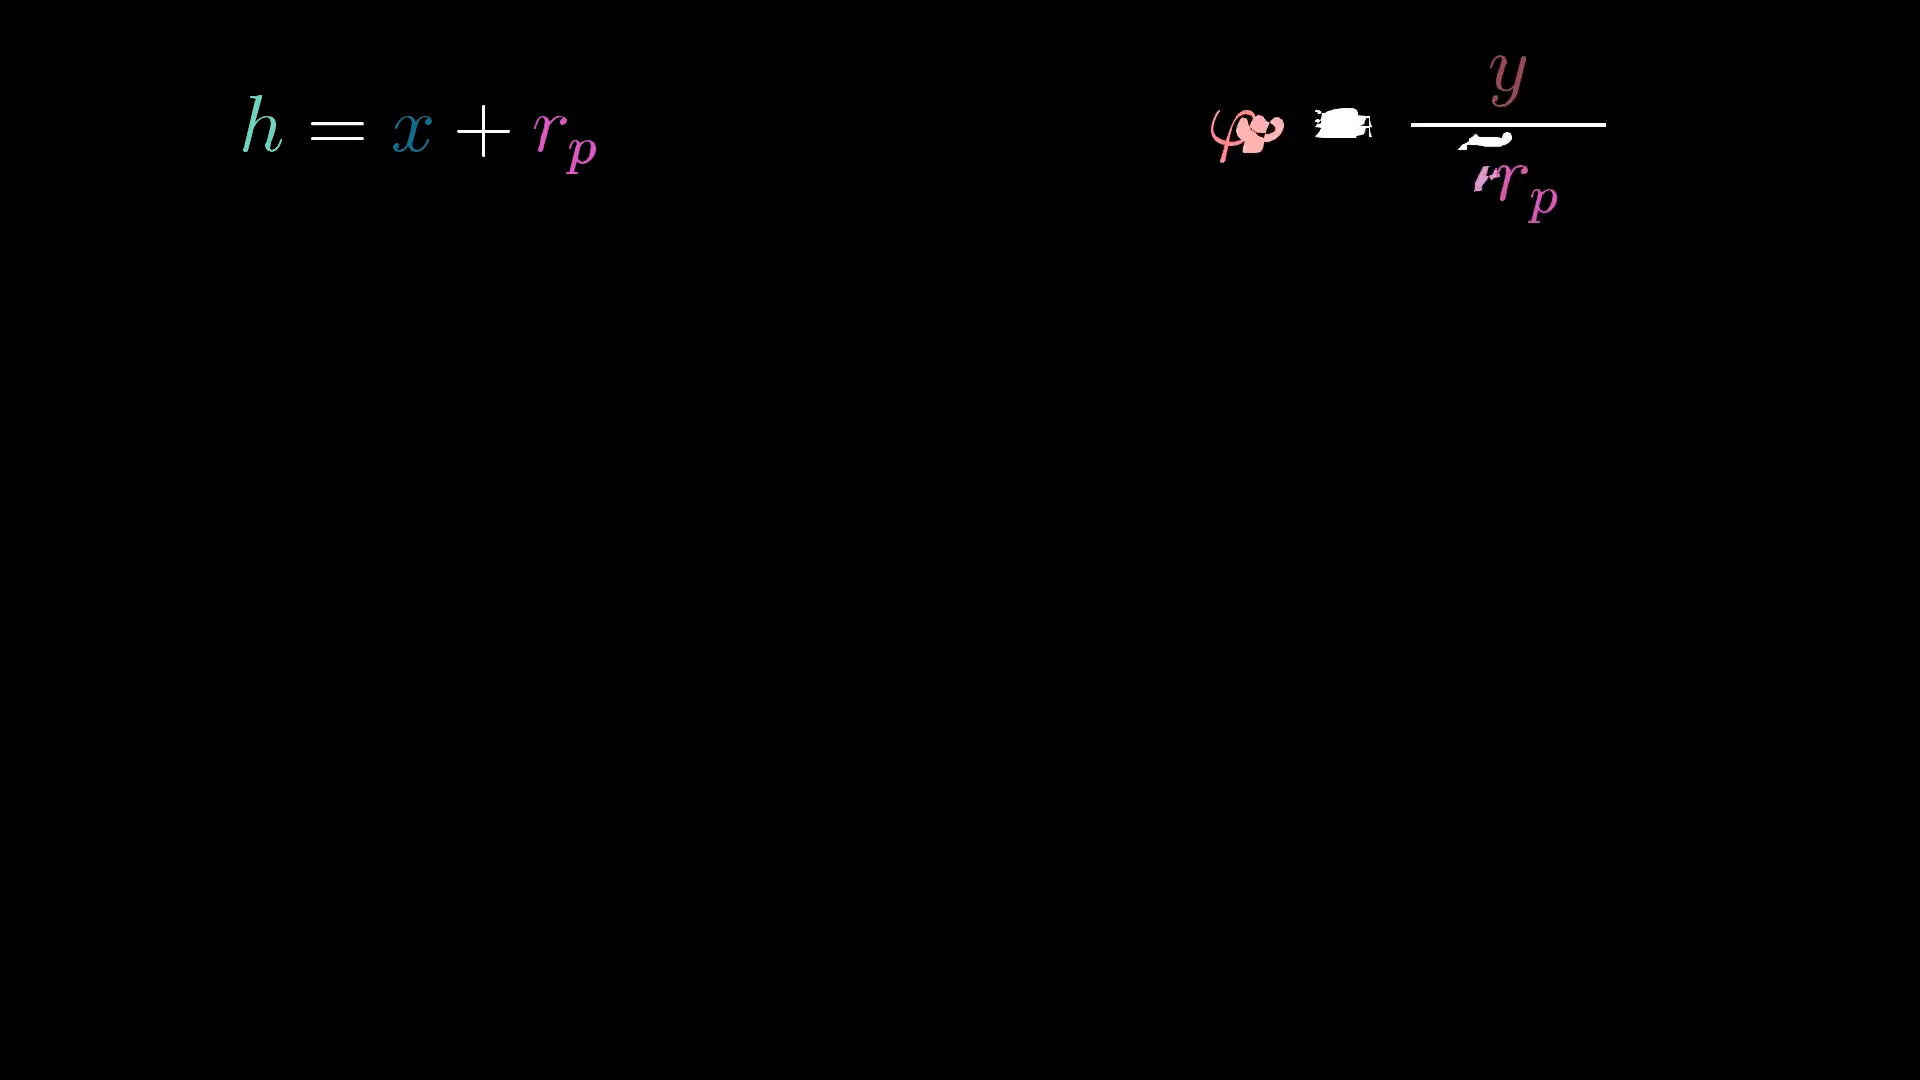 h = x + r_p
y
r_p